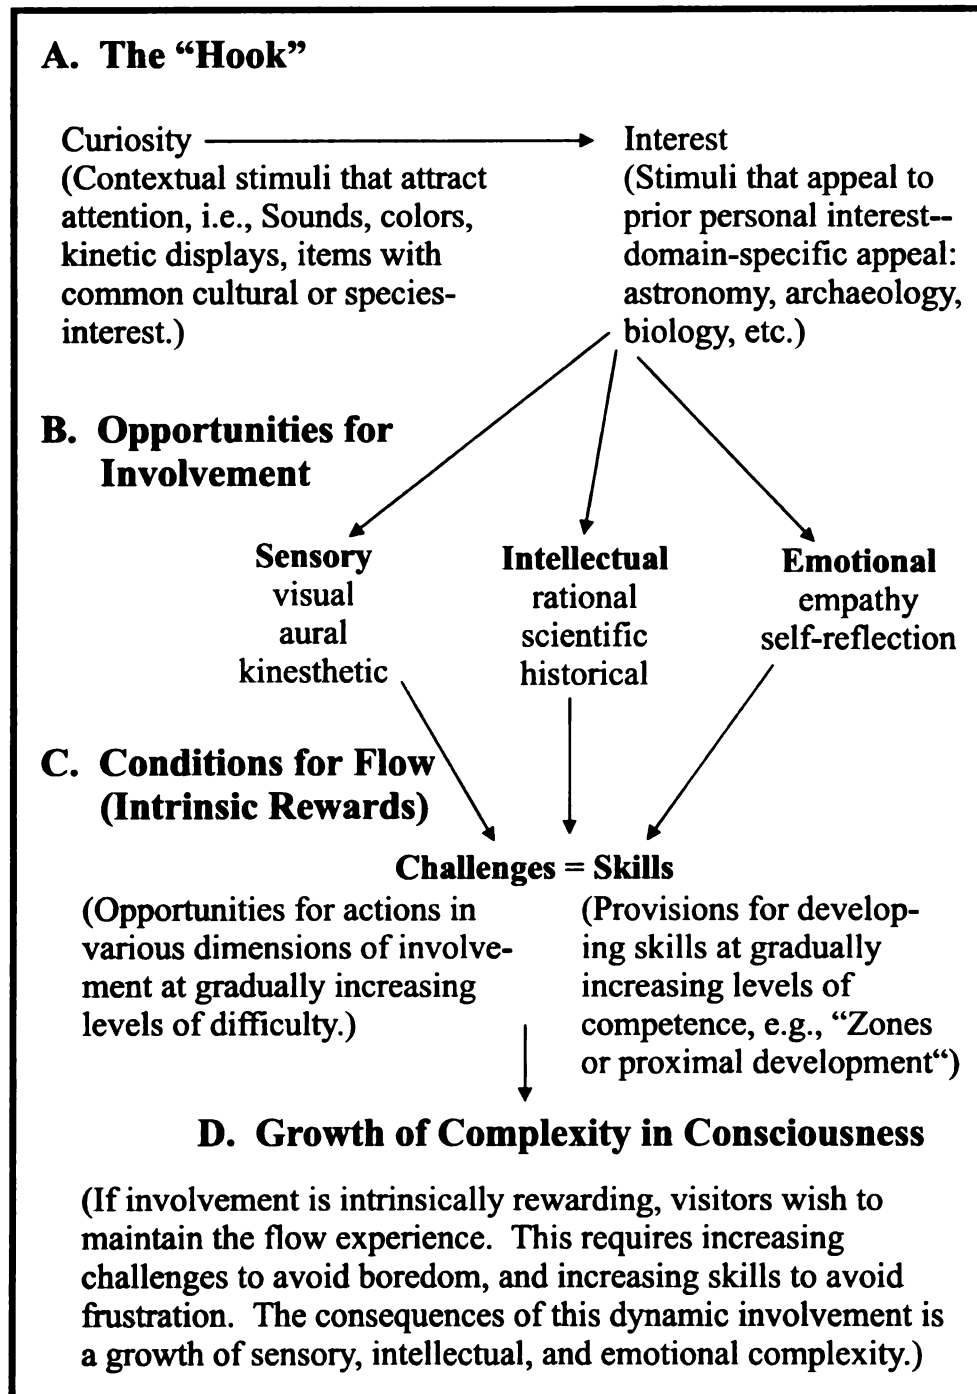 A. The “Hook”
Curiosity
(Contextual stimuli that attract
attention, i.e., Sounds, colors,
kinetic displays, items with
common cultural or species-
interest.)
Interest
(Stimuli that appeal to
prior personal interest--
domain-specific appeal:
astronomy, archaeology,
biology, etc.)
B. Opportunities for
Involvement
Sensory
visual
aural
kinesthetic
Intellectual
rational
scientific
historical
Emotional
empathy
self-reflection
C. Conditions for Flow
(Intrinsic Rewards)
Challenges = Skills
(Opportunities for actions in
various dimensions of involve-
ment at gradually increasing
levels of difficulty.)
(Provisions for develop-
ing skills at gradually
increasing levels of
competence, e.g., “Zones
or proximal development“)
D. Growth of Complexity in Consciousness
(If involvement is intrinsically rewarding, visitors wish to
maintain the flow experience. This requires increasing
challenges to avoid boredom, and increasing skills to avoid
frustration. The consequences of this dynamic involvement is
a growth of sensory, intellectual, and emotional complexity.)